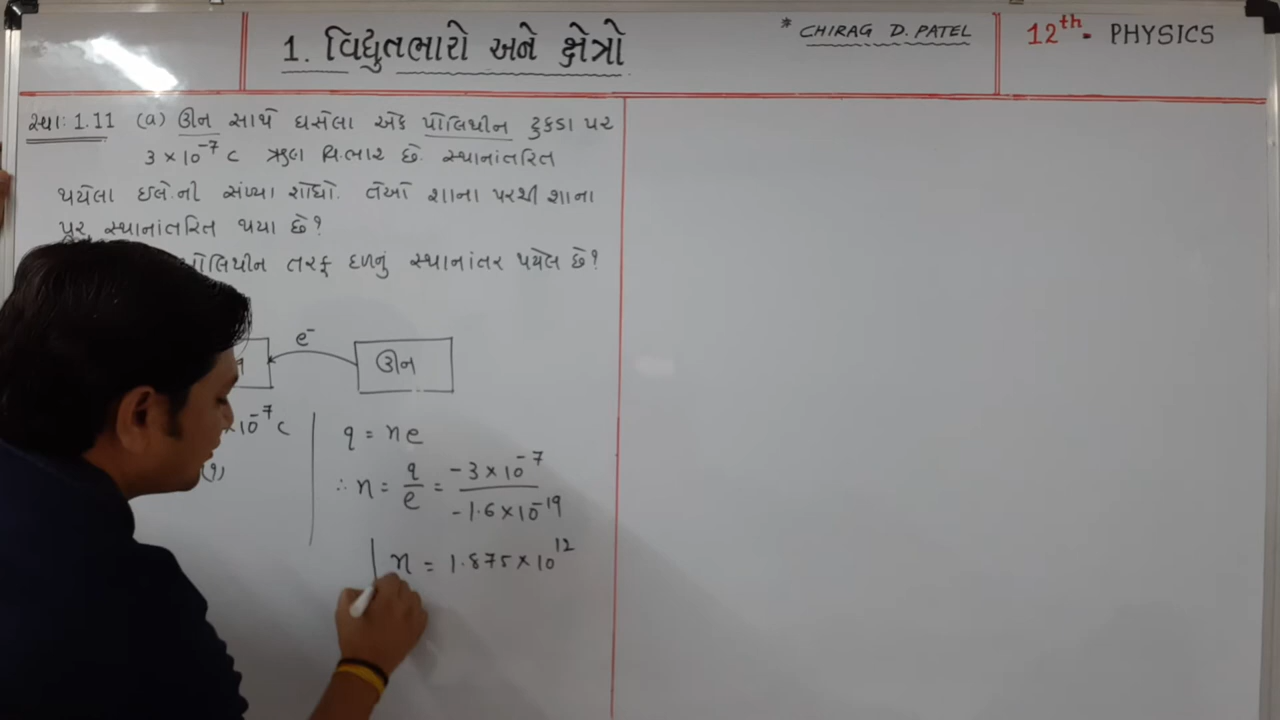 1. વિદ્યુતભારો અને ક્ષેત્રો
* CHIRAG D. PATEL
12th - PHYSICS
સ્વા: 1.11 (a) ઊન સાથે ઘસેલા એક પોલિથીન ટુકડા પર
3 × 10⁻⁷ C ઋણ વિ.ભાર છે. સ્થાનાંતરિત
થયેલા ઈલે.ની સંખ્યા શોધો. તેઓ શાના પરથી શાના
પર સ્થાનાંતરિત થયા છે?
પોલિથીન તરફ દળનું સ્થાનાંતર થયેલ છે?
e⁻
ઊન
×10⁻⁷ C
(?)
q = ne
∴ n = q/e = -3×10⁻⁷ / -1.6×10⁻¹⁹
n = 1.875×10¹²